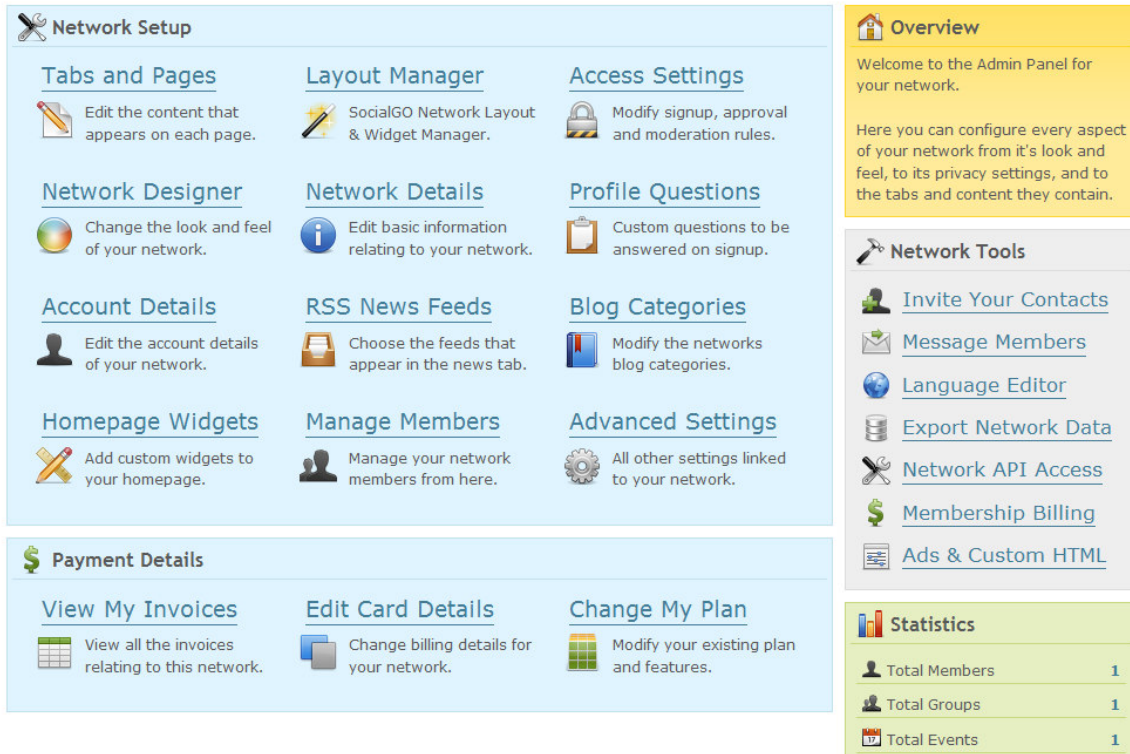 Network Setup
Tabs and Pages
Edit the content that
appears on each page.
Layout Manager
SocialGO Network Layout
& Widget Manager.
Access Settings
Modify signup, approval
and moderation rules.
Network Designer
Change the look and feel
of your network.
Network Details
Edit basic information
relating to your network.
Profile Questions
Custom questions to be
answered on signup.
Account Details
Edit the account details
of your network.
RSS News Feeds
Choose the feeds that
appear in the news tab.
Blog Categories
Modify the networks
blog categories.
Homepage Widgets
Add custom widgets to
your homepage.
Manage Members
Manage your network
members from here.
Advanced Settings
All other settings linked
to your network.
Payment Details
View My Invoices
View all the invoices
relating to this network.
Edit Card Details
Change billing details for
your network.
Change My Plan
Modify your existing plan
and features.
Overview
Welcome to the Admin Panel for
your network.
Here you can configure every aspect
of your network from it's look and
feel, to its privacy settings, and to
the tabs and content they contain.
Network Tools
Invite Your Contacts
Message Members
Language Editor
Export Network Data
Network API Access
Membership Billing
Ads & Custom HTML
Statistics
Total Members 1
Total Groups 1
17 Total Events 1